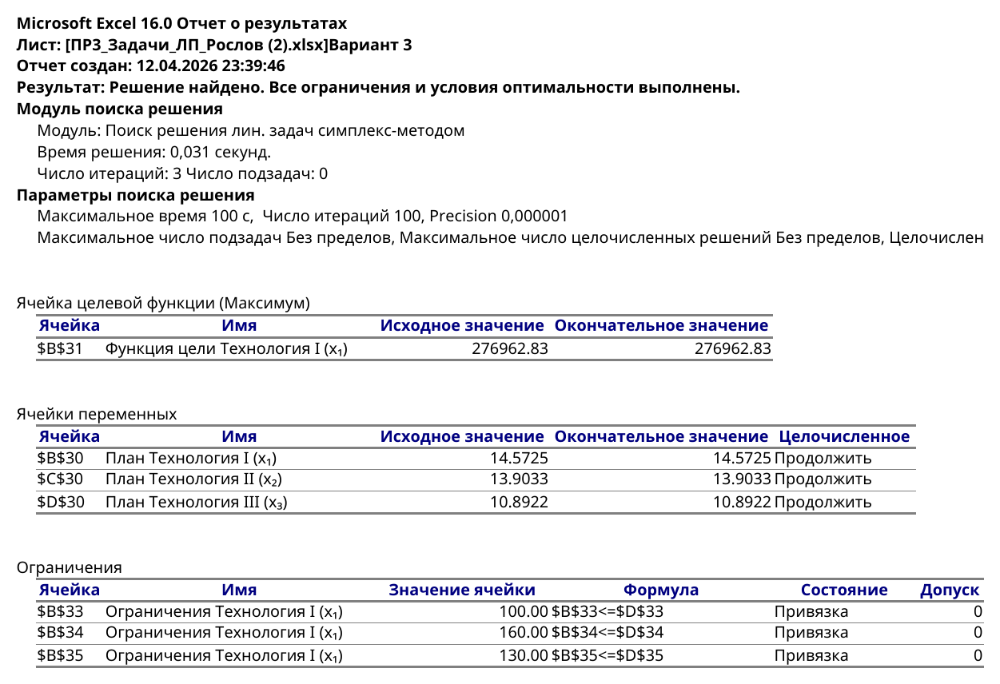 Microsoft Excel 16.0 Отчет о результатах
Лист: [ПР3_Задачи_ЛП_Рослов (2).xlsx]Вариант 3
Отчет создан: 12.04.2026 23:39:46
Результат: Решение найдено. Все ограничения и условия оптимальности выполнены.
Модуль поиска решения
Модуль: Поиск решения лин. задач симплекс-методом
Время решения: 0,031 секунд.
Число итераций: 3 Число подзадач: 0
Параметры поиска решения
Максимальное время 100 с,  Число итераций 100, Precision 0,000001
Максимальное число подзадач Без пределов, Максимальное число целочисленных решений Без пределов, Целочислен
Ячейка целевой функции (Максимум)
Ячейка Имя Исходное значение Окончательное значение
$B$31 Функция цели Технология I (x₁) 276962.83 276962.83
Ячейки переменных
Ячейка Имя Исходное значение Окончательное значение Целочисленное
$B$30 План Технология I (x₁) 14.5725 14.5725 Продолжить
$C$30 План Технология II (x₂) 13.9033 13.9033 Продолжить
$D$30 План Технология III (x₃) 10.8922 10.8922 Продолжить
Ограничения
Ячейка Имя Значение ячейки Формула Состояние Допуск
$B$33 Ограничения Технология I (x₁) 100.00 $B$33<=$D$33 Привязка 0
$B$34 Ограничения Технология I (x₁) 160.00 $B$34<=$D$34 Привязка 0
$B$35 Ограничения Технология I (x₁) 130.00 $B$35<=$D$35 Привязка 0